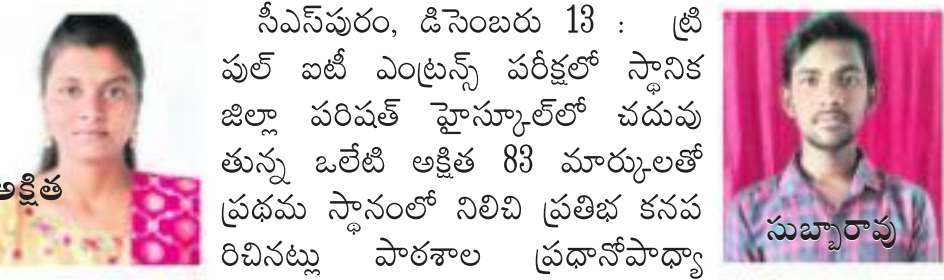 సీఎస్‌పురం, డిసెంబరు 13 : ట్రి
పుల్ ఐటీ ఎంట్రన్స్ పరీక్షలో స్థానిక
జిల్లా పరిషత్ హైస్కూల్‌లో చదువు
తున్న ఒలేటి అక్షిత 83 మార్కులతో
ప్రథమ స్థానంలో నిలిచి ప్రతిభ కనప
రిచినట్లు పాఠశాల ప్రధానోపాధ్యా
అక్షిత
సుబ్బారావు